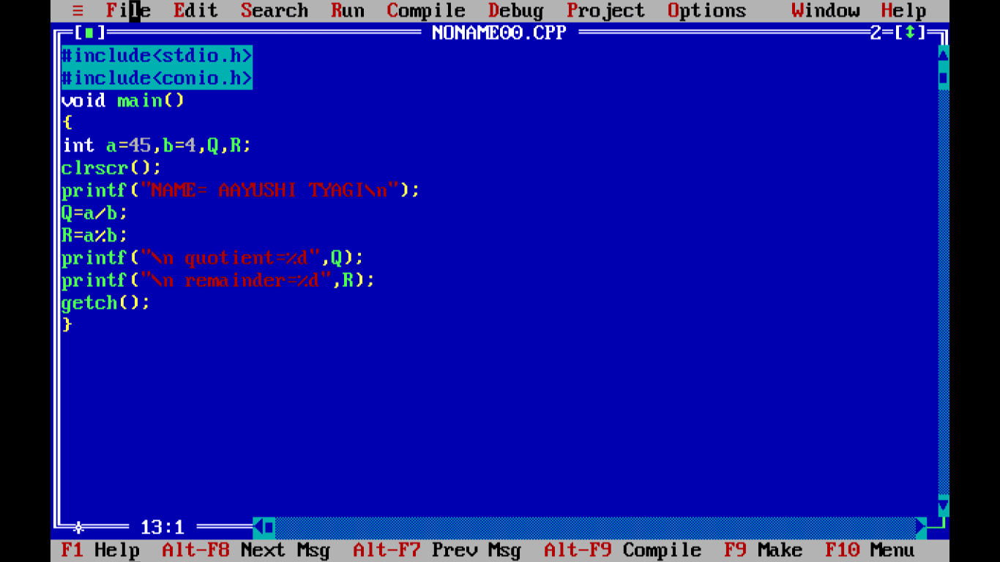 ≡ File Edit Search Run Compile Debug Project Options Window Help
[■] NONAME00.CPP 2=[↕]
#include<stdio.h>
#include<conio.h>
void main()
{
int a=45,b=4,Q,R;
clrscr();
printf("NAME= AAYUSHI TYAGI\n");
Q=a/b;
R=a%b;
printf("\n quotient=%d",Q);
printf("\n remainder=%d",R);
getch();
}
13:1
F1 Help Alt-F8 Next Msg Alt-F7 Prev Msg Alt-F9 Compile F9 Make F10 Menu